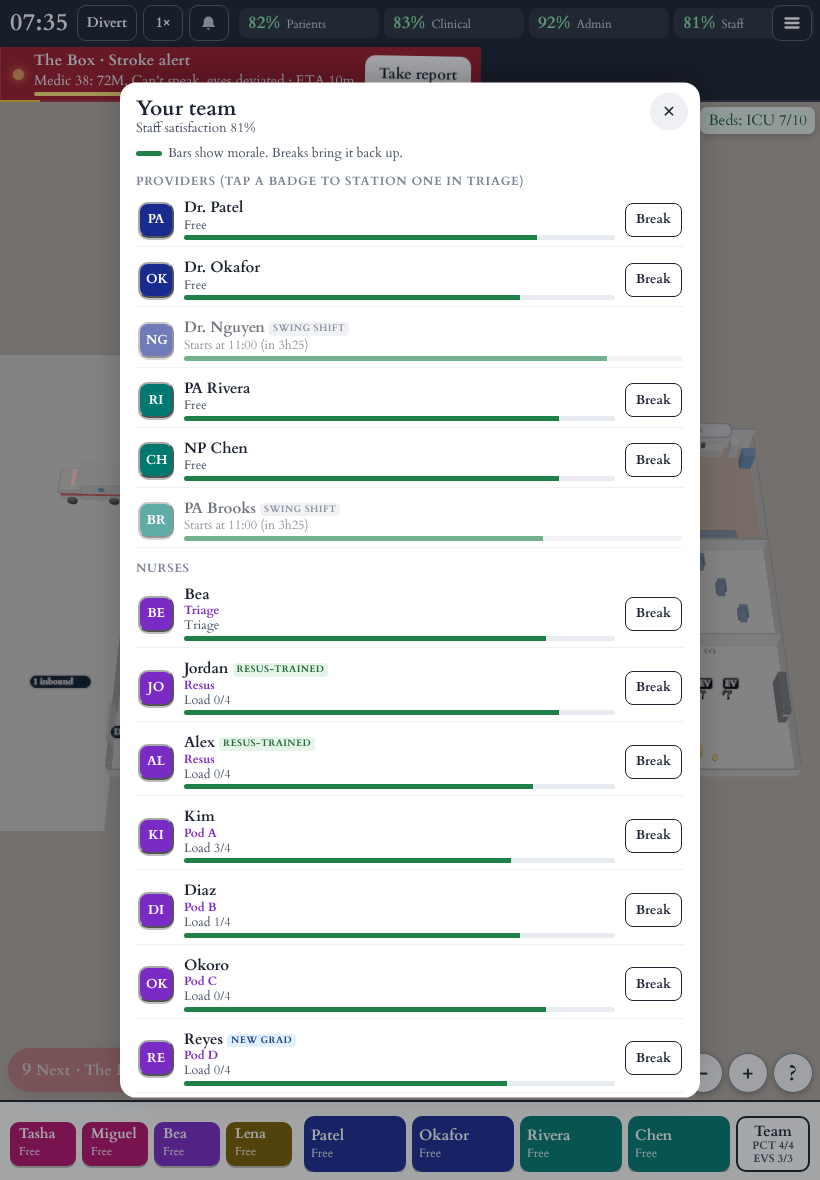 07:35
Divert
1×
82% Patients
83% Clinical
92% Admin
81% Staff
The Box · Stroke alert
Medic 38: 72M. Can't speak, eyes deviated · ETA 10m
Take report
Beds: ICU 7/10
Your team
Staff satisfaction 81%
×
Bars show morale. Breaks bring it back up.
PROVIDERS (TAP A BADGE TO STATION ONE IN TRIAGE)
PA
Dr. Patel
Free
Break
OK
Dr. Okafor
Free
Break
NG
Dr. Nguyen SWING SHIFT
Starts at 11:00 (in 3h25)
RI
PA Rivera
Free
Break
CH
NP Chen
Free
Break
BR
PA Brooks SWING SHIFT
Starts at 11:00 (in 3h25)
NURSES
BE
Bea
Triage
Triage
Break
JO
Jordan RESUS-TRAINED
Resus
Load 0/4
Break
AL
Alex RESUS-TRAINED
Resus
Load 0/4
Break
KI
Kim
Pod A
Load 3/4
Break
DI
Diaz
Pod B
Load 1/4
Break
OK
Okoro
Pod C
Load 0/4
Break
RE
Reyes NEW GRAD
Pod D
Load 0/4
Break
1 inbound
EVS
EV
9 Next · The
−
+
?
Tasha
Free
Miguel
Free
Bea
Free
Lena
Free
Patel
Free
Okafor
Free
Rivera
Free
Chen
Free
Team
PCT 4/4
EVS 3/3